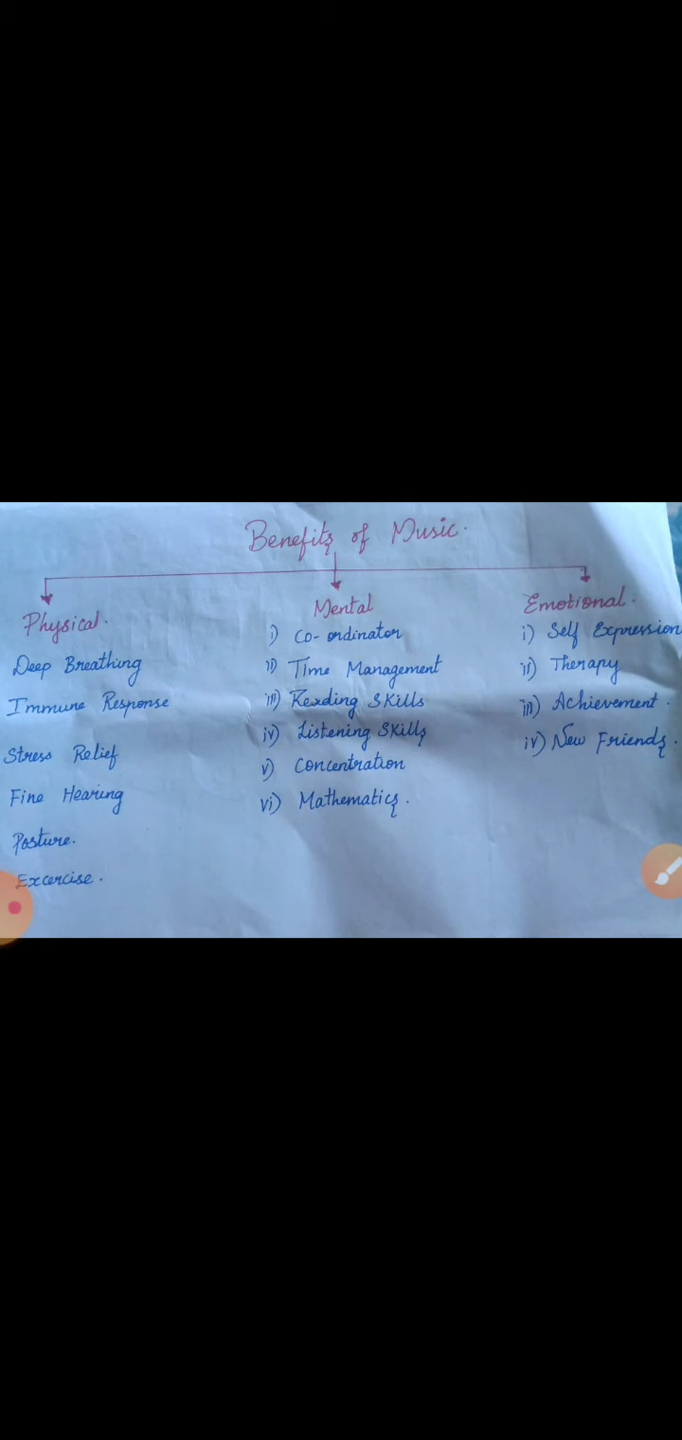 Benefits of Music.
Physical.
Deep Breathing
Immune Response
Stress Relief
Fine Hearing
Posture.
Excercise.
Mental
i) Co-ordinator
ii) Time Management
iii) Reading Skills
iv) Listening Skills
v) Concentration
vi) Mathematics.
Emotional.
i) Self Expression
ii) Therapy
iii) Achievement.
iv) New Friends.